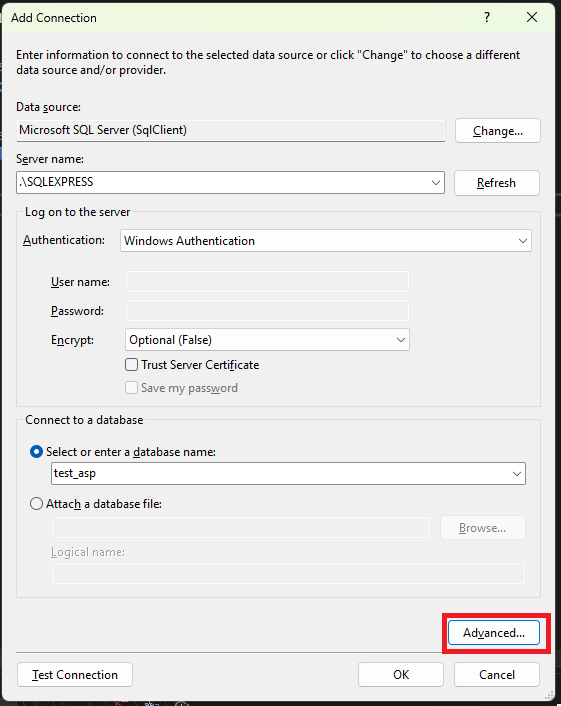 Add Connection
?
Enter information to connect to the selected data source or click "Change" to choose a different
data source and/or provider.
Data source:
Microsoft SQL Server (SqlClient)
Change...
Server name:
.\SQLEXPRESS
Refresh
Log on to the server
Authentication:
Windows Authentication
User name:
Password:
Encrypt:
Optional (False)
Trust Server Certificate
Save my password
Connect to a database
Select or enter a database name:
test_asp
Attach a database file:
Browse...
Logical name:
Advanced...
Test Connection
OK
Cancel